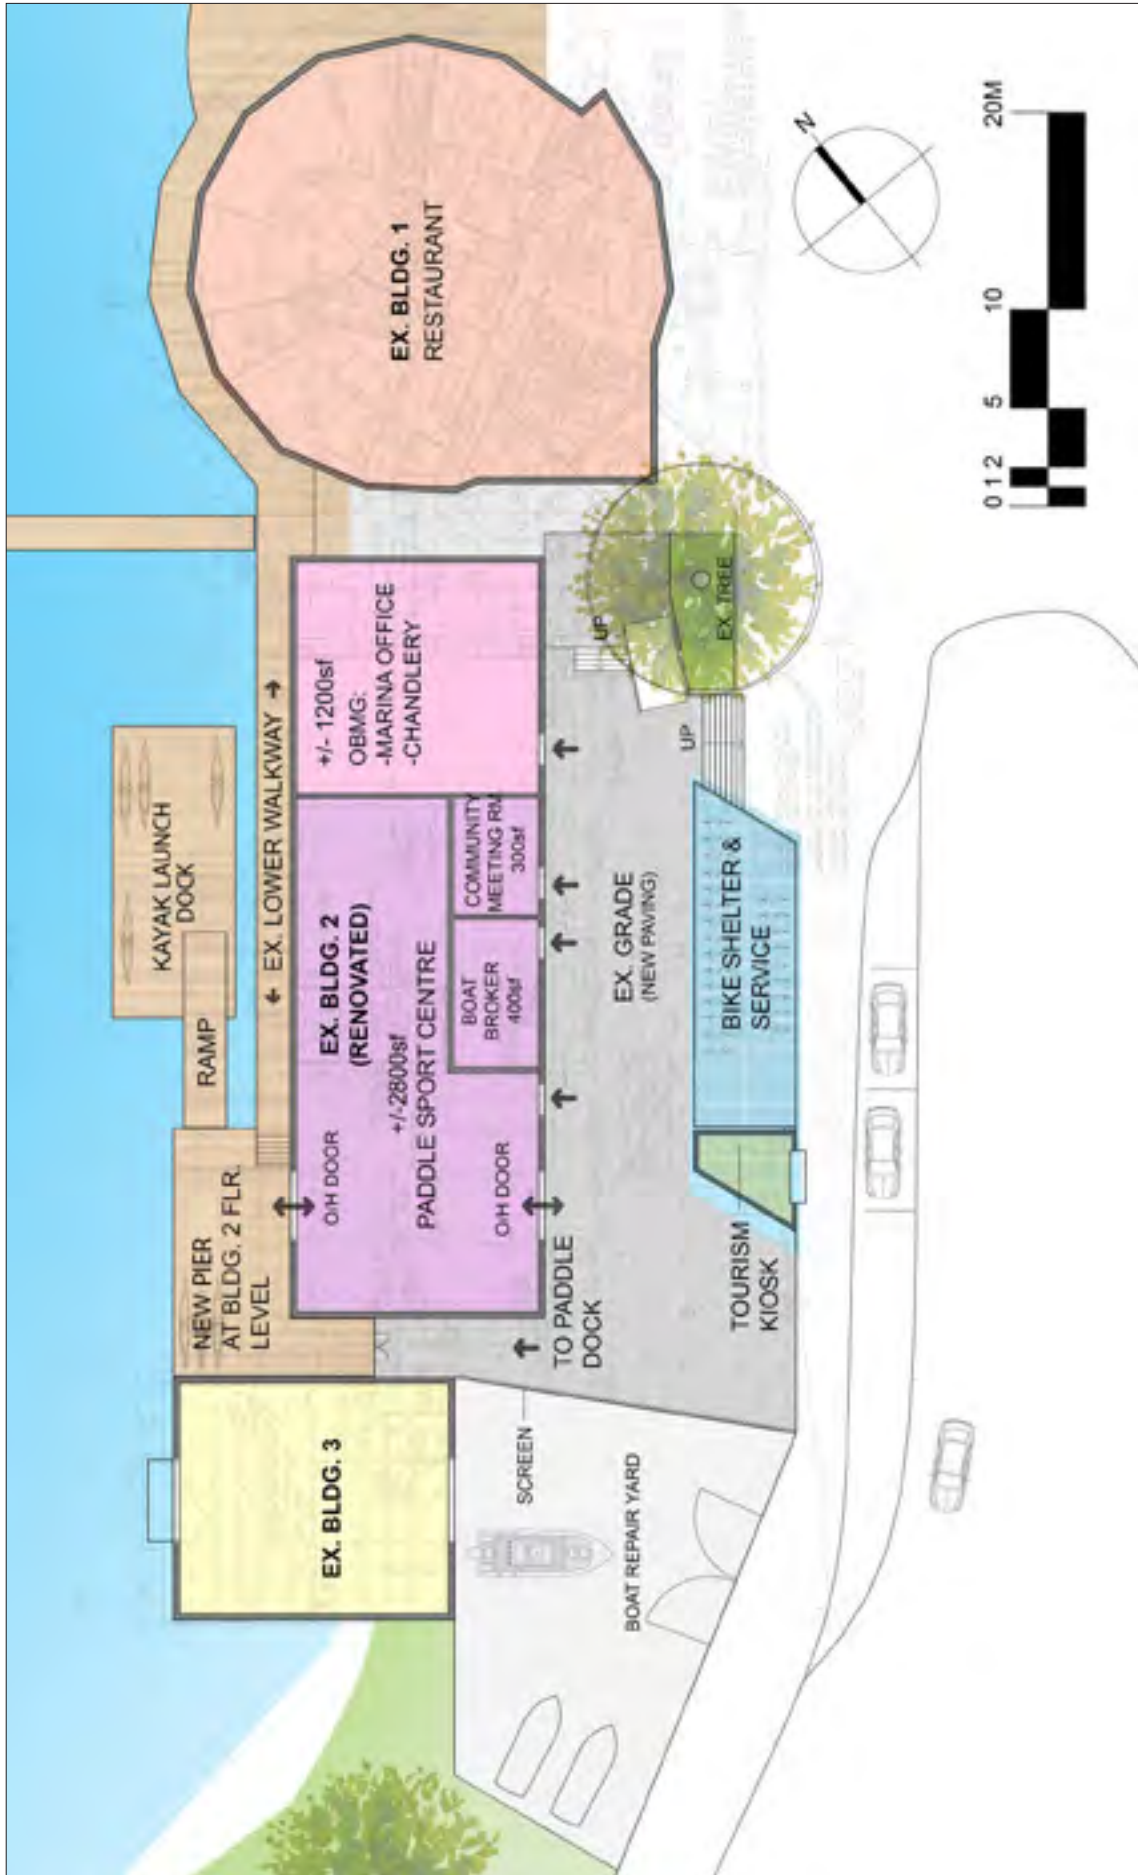 EX. BLDG. 3
NEW PIER
AT BLDG. 2 FLR.
LEVEL
RAMP
KAYAK LAUNCH
DOCK
← EX. LOWER WALKWAY →
EX. BLDG. 2
(RENOVATED)
+/-2800sf
PADDLE SPORT CENTRE
O/H DOOR
O/H DOOR
BOAT
BROKER
400sf
COMMUNITY
MEETING RM
300sf
+/- 1200sf
OBMG:
-MARINA OFFICE
-CHANDLERY
EX. BLDG. 1
RESTAURANT
SCREEN
BOAT REPAIR YARD
TO PADDLE
DOCK
EX. GRADE
(NEW PAVING)
UP
UP
EX. TREE
TOURISM
KIOSK
BIKE SHELTER &
SERVICE
N
0 1 2 5 10 20M